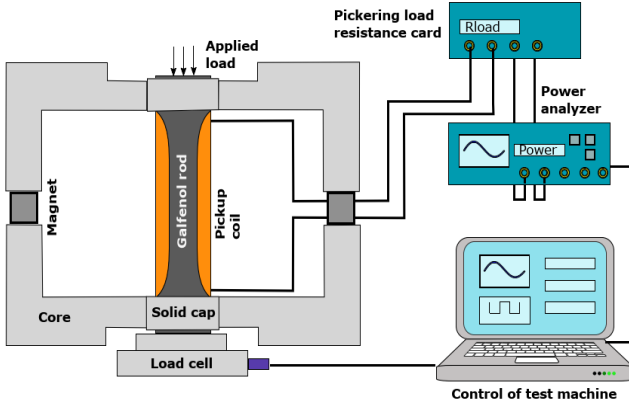 Pickering load
resistance card
Rload
Applied
load
Power
analyzer
Power
Magnet
Galfenol rod
Pickup
coil
Core
Solid cap
Load cell
Control of test machine